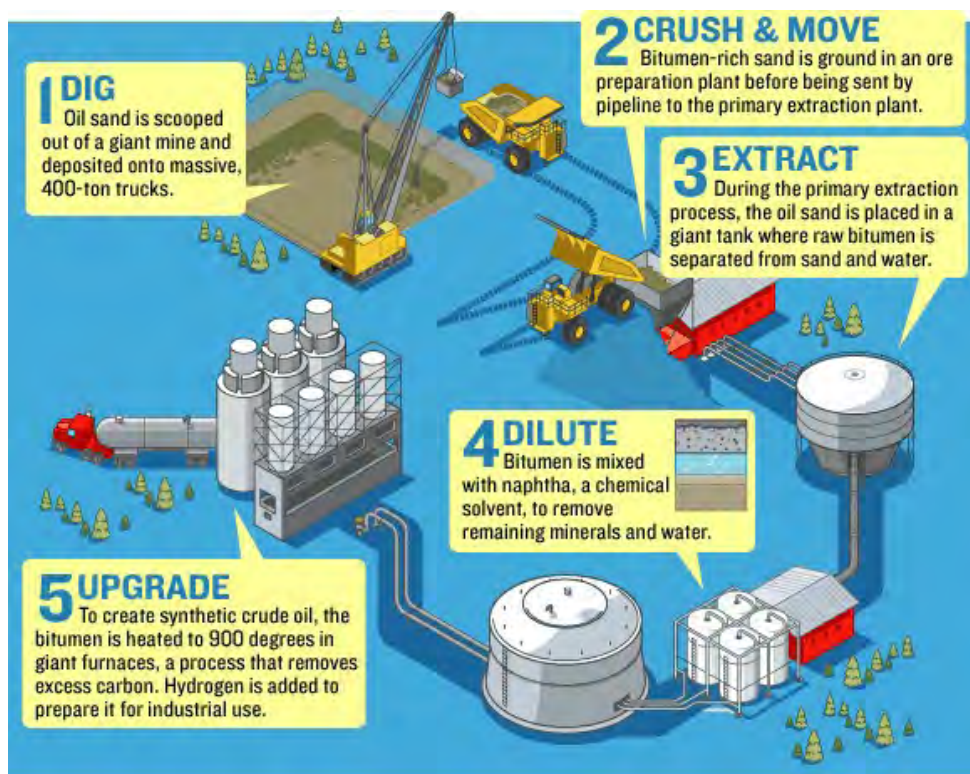 1 DIG
Oil sand is scooped
out of a giant mine and
deposited onto massive,
400-ton trucks.
2 CRUSH & MOVE
Bitumen-rich sand is ground in an ore
preparation plant before being sent by
pipeline to the primary extraction plant.
3 EXTRACT
During the primary extraction
process, the oil sand is placed in a
giant tank where raw bitumen is
separated from sand and water.
4 DILUTE
Bitumen is mixed
with naphtha, a chemical
solvent, to remove
remaining minerals and water.
5 UPGRADE
To create synthetic crude oil, the
bitumen is heated to 900 degrees in
giant furnaces, a process that removes
excess carbon. Hydrogen is added to
prepare it for industrial use.